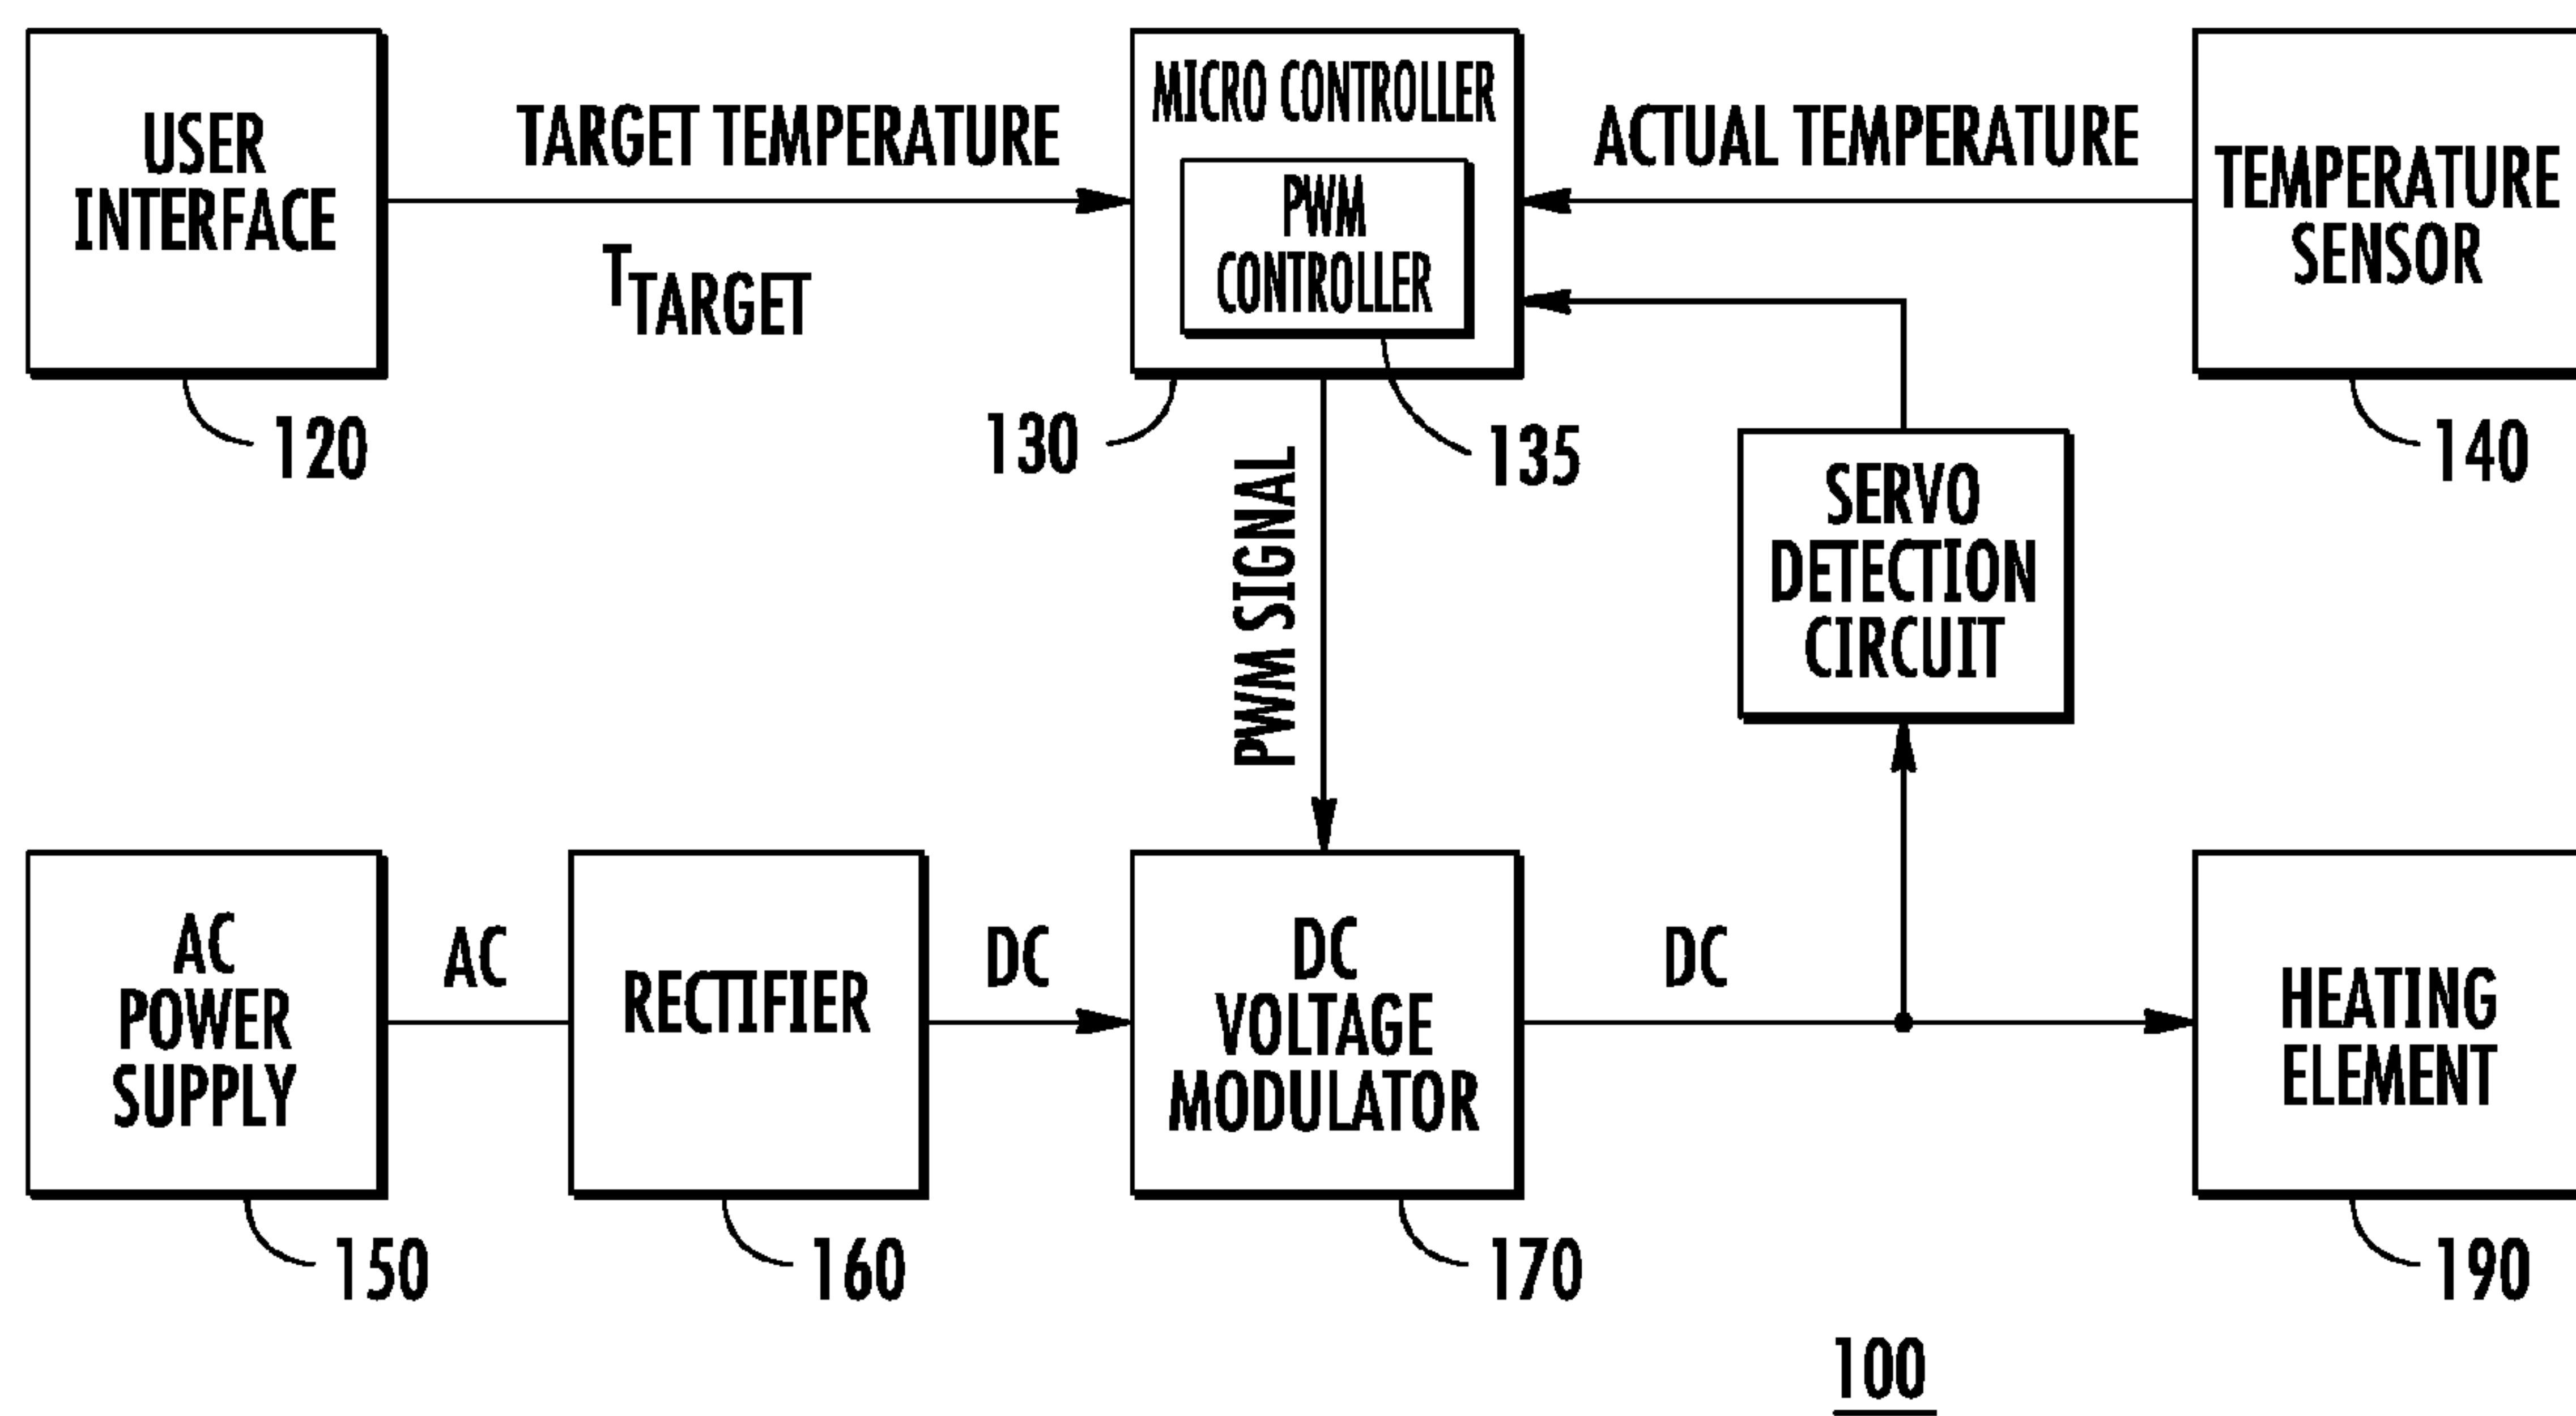 USER
INTERFACE
120
TARGET TEMPERATURE
T TARGET
MICRO CONTROLLER
PWM
CONTROLLER
130
135
ACTUAL TEMPERATURE
TEMPERATURE
SENSOR
140
PWM SIGNAL
SERVO
DETECTION
CIRCUIT
AC
POWER
SUPPLY
150
AC
RECTIFIER
160
DC
DC
VOLTAGE
MODULATOR
170
DC
HEATING
ELEMENT
190
100